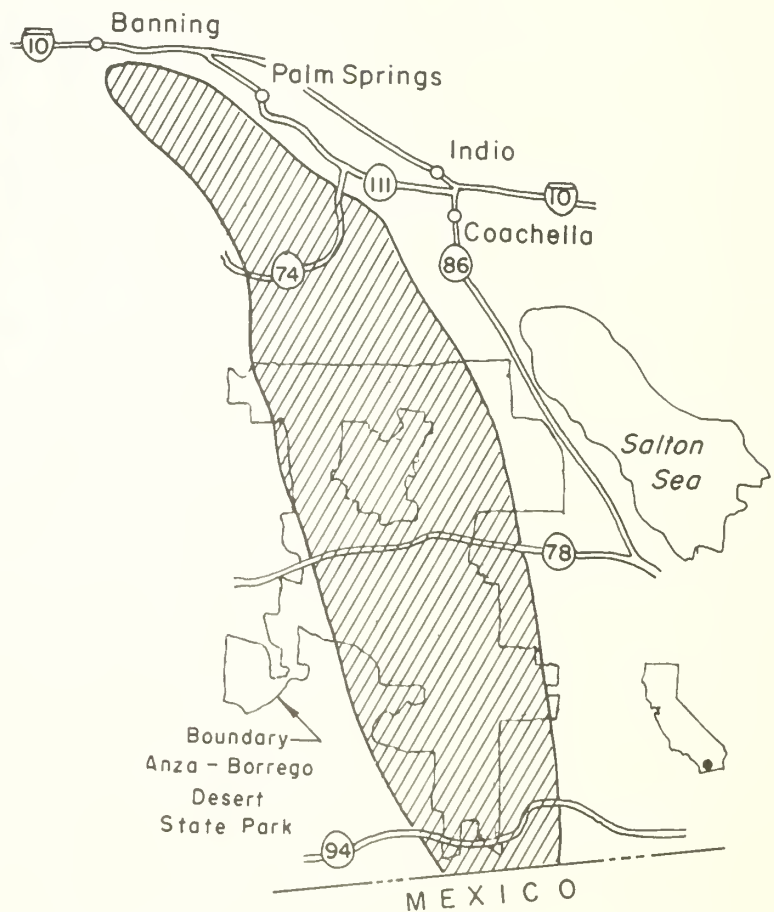 Banning
10
Palm Springs
Indio
111
10
Coachella
74
86
Salton
Sea
78
Boundary
Anza - Borrego
Desert
State Park
94
MEXICO